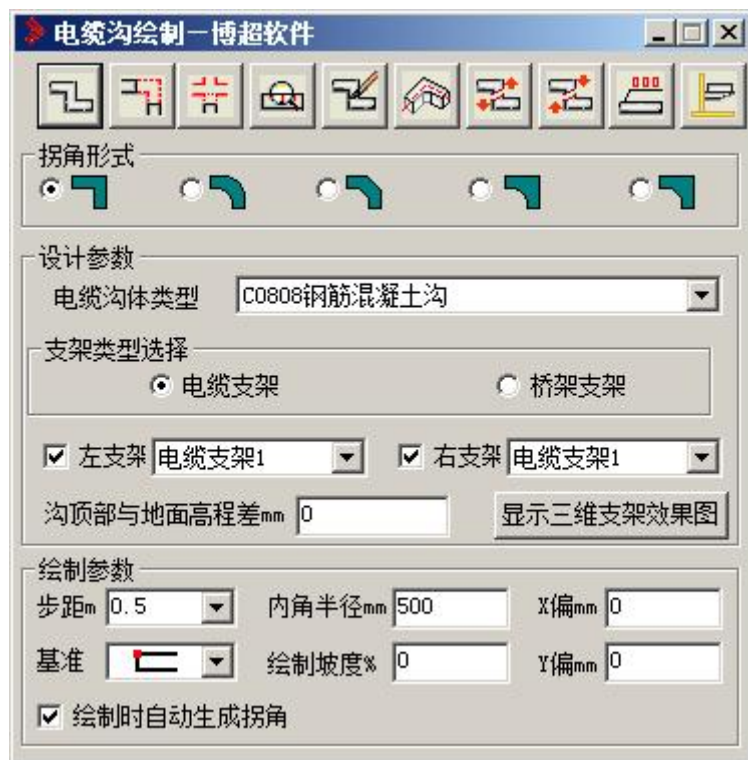 电缆沟绘制—博超软件
拐角形式
设计参数
电缆沟体类型 C0808钢筋混凝土沟
支架类型选择
电缆支架 桥架支架
左支架 电缆支架1 右支架 电缆支架1
沟顶部与地面高程差mm 0 显示三维支架效果图
绘制参数
步距m 0.5 内角半径mm 500 X偏mm 0
基准 绘制坡度% 0 Y偏mm 0
绘制时自动生成拐角